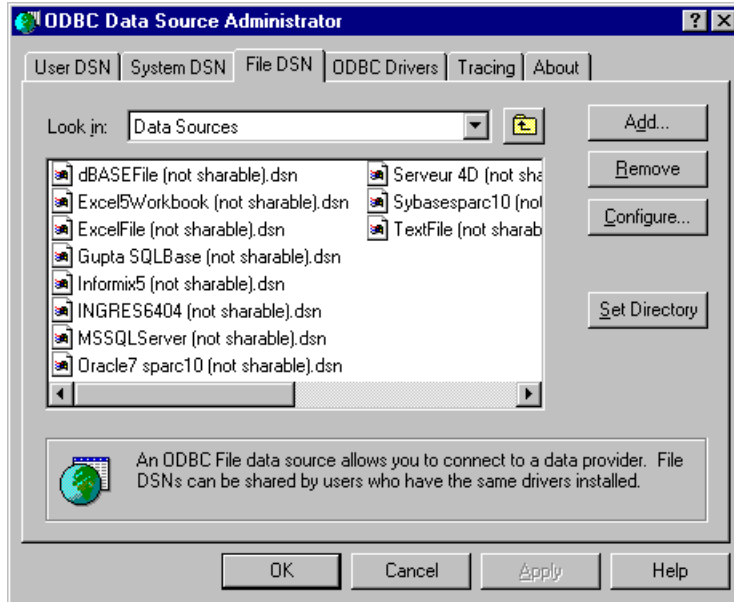 ODBC Data Source Administrator
User DSN System DSN File DSN ODBC Drivers Tracing About
Look in: Data Sources
Add...
Remove
Configure...
Set Directory
dBASEFile (not sharable).dsn
Excel5Workbook (not sharable).dsn
ExcelFile (not sharable).dsn
Gupta SQLBase (not sharable).dsn
Informix5 (not sharable).dsn
INGRES6404 (not sharable).dsn
MSSQLServer (not sharable).dsn
Oracle7 sparc10 (not sharable).dsn
Serveur 4D (not sha
Sybasesparc10 (not
TextFile (not sharab
An ODBC File data source allows you to connect to a data provider. File
DSNs can be shared by users who have the same drivers installed.
OK Cancel Apply Help